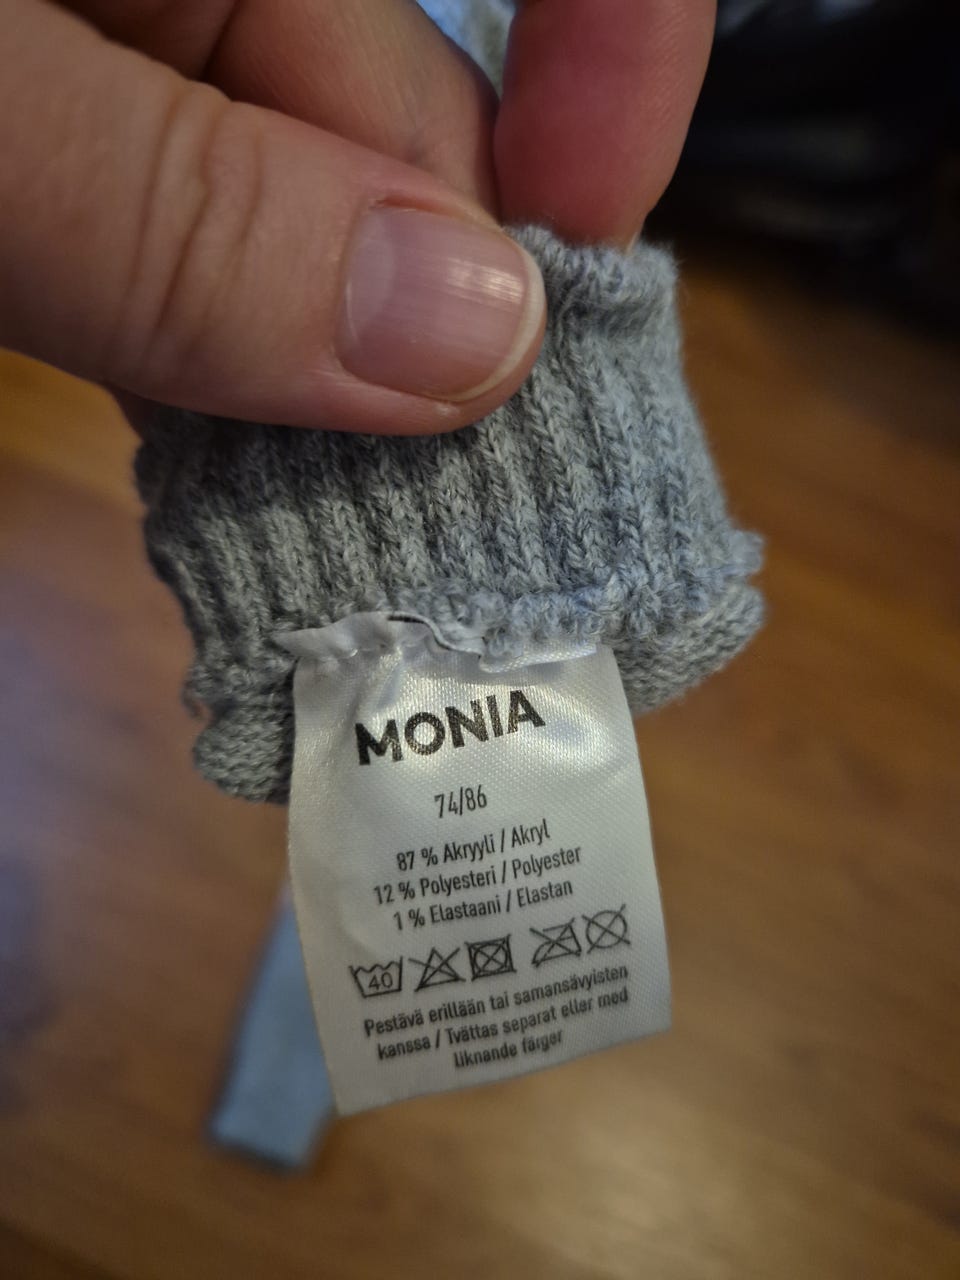 MONIA
74/86
87 % Akryyli / Akryl
12 % Polyesteri / Polyester
1 % Elastaani / Elastan
40
Pestävä erillään tai samansävyisten
kanssa / Tvättas separat eller med
liknande färger